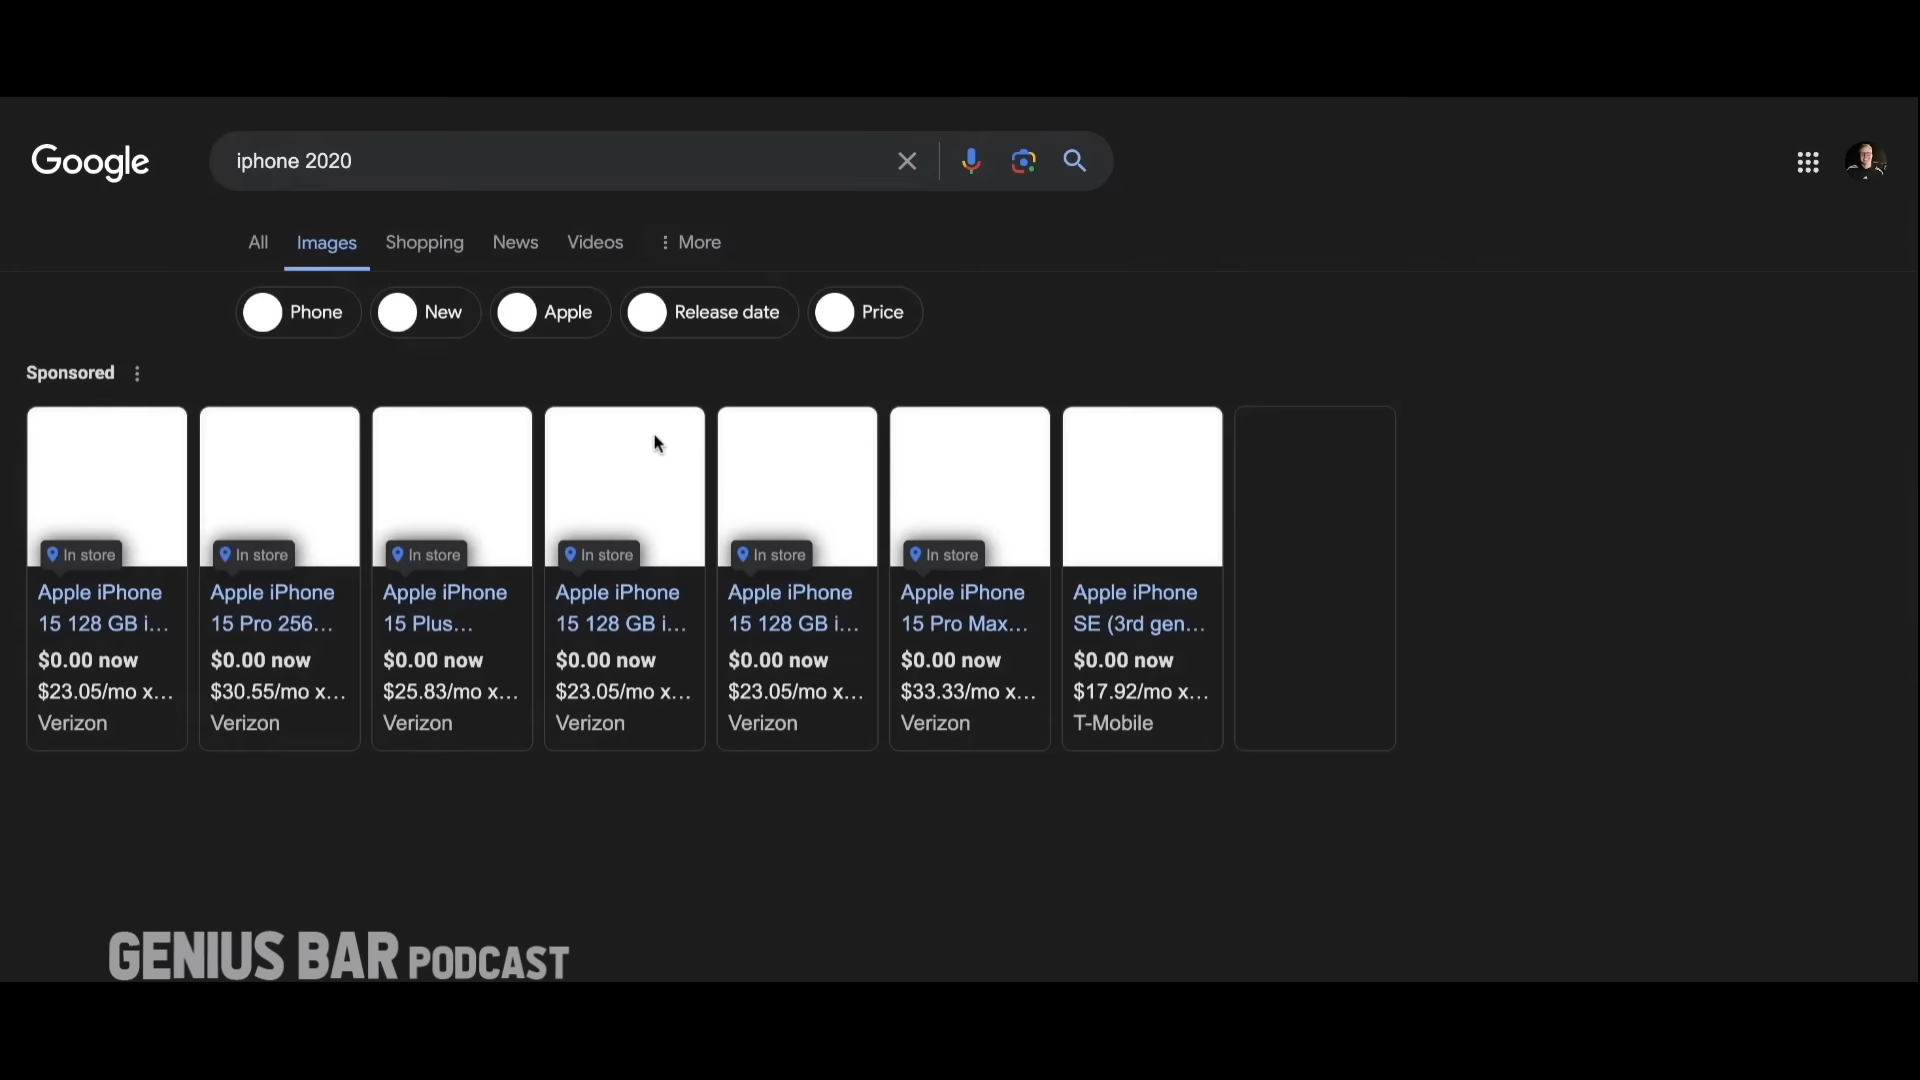 Google
iphone 2020
All
Images
Shopping
News
Videos
More
Phone
New
Apple
Release date
Price
Sponsored
In store
Apple iPhone
15 128 GB i...
$0.00 now
$23.05/mo x...
Verizon
In store
Apple iPhone
15 Pro 256...
$0.00 now
$30.55/mo x...
Verizon
In store
Apple iPhone
15 Plus...
$0.00 now
$25.83/mo x...
Verizon
In store
Apple iPhone
15 128 GB i...
$0.00 now
$23.05/mo x...
Verizon
In store
Apple iPhone
15 128 GB i...
$0.00 now
$23.05/mo x...
Verizon
In store
Apple iPhone
15 Pro Max...
$0.00 now
$33.33/mo x...
Verizon
Apple iPhone
SE (3rd gen...
$0.00 now
$17.92/mo x...
T-Mobile
GENIUS BAR PODCAST